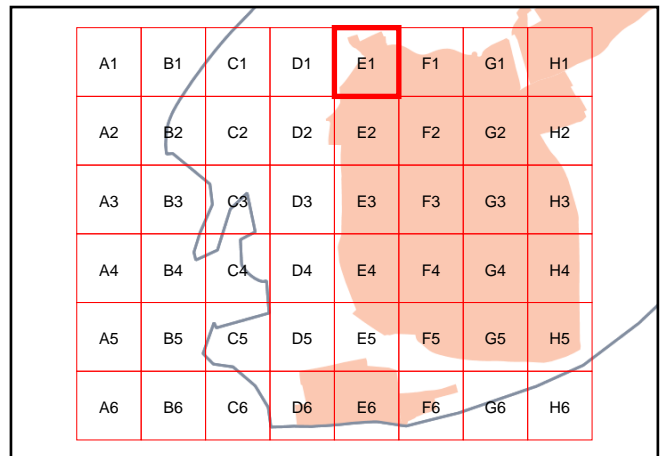 A1 B1 C1 D1 E1 F1 G1 H1
A2 B2 C2 D2 E2 F2 G2 H2
A3 B3 C3 D3 E3 F3 G3 H3
A4 B4 C4 D4 E4 F4 G4 H4
A5 B5 C5 D5 E5 F5 G5 H5
A6 B6 C6 D6 E6 F6 G6 H6